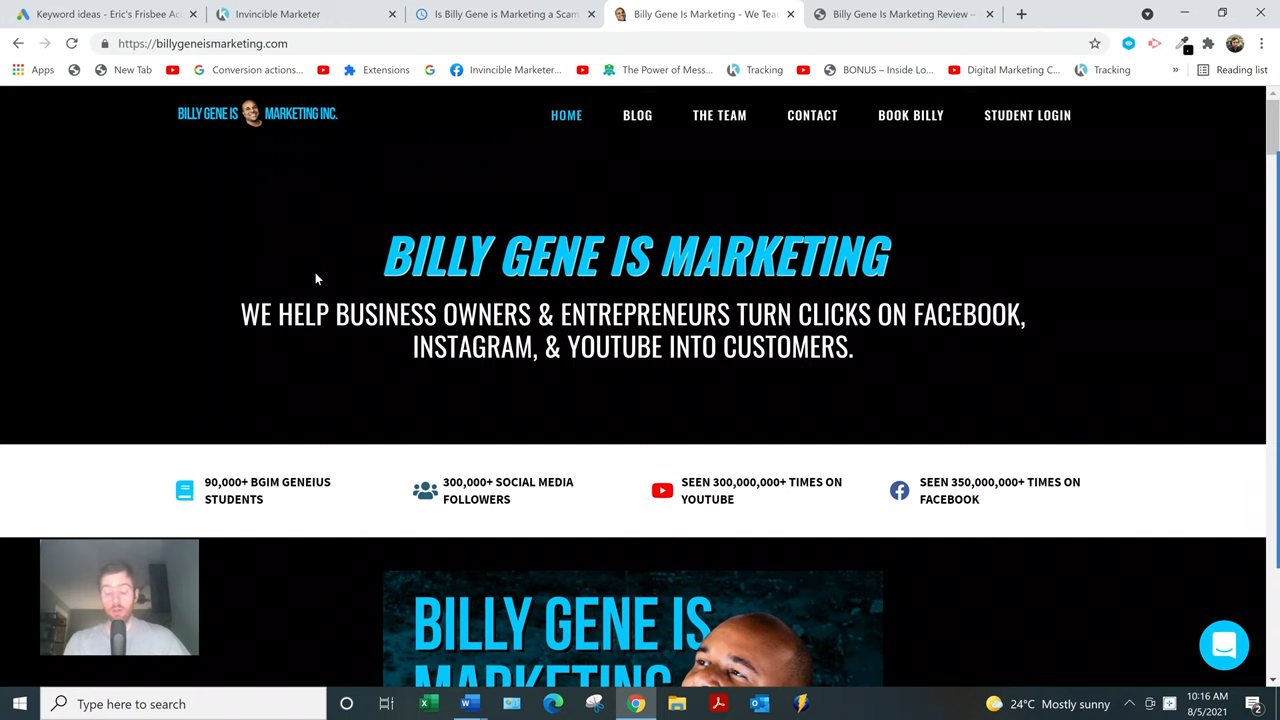 Keyword ideas - Eric's Frisbee Ac
Invincible Marketer
Is Billy Gene is Marketing a Scam
Billy Gene Is Marketing - We Teac
Billy Gene Is Marketing Review –
https://billygeneismarketing.com
Apps
New Tab
Conversion actions...
Extensions
Invincible Marketer...
The Power of Mess...
Tracking
BONUS – Inside Lo...
Digital Marketing C...
Tracking
»
Reading list
BILLY GENE IS MARKETING INC.
HOME
BLOG
THE TEAM
CONTACT
BOOK BILLY
STUDENT LOGIN
BILLY GENE IS MARKETING
WE HELP BUSINESS OWNERS & ENTREPRENEURS TURN CLICKS ON FACEBOOK,
INSTAGRAM, & YOUTUBE INTO CUSTOMERS.
90,000+ BGIM GENEIUS
STUDENTS
300,000+ SOCIAL MEDIA
FOLLOWERS
SEEN 300,000,000+ TIMES ON
YOUTUBE
SEEN 350,000,000+ TIMES ON
FACEBOOK
BILLY GENE IS
MARKETING
Type here to search
24°C Mostly sunny
10:16 AM
8/5/2021
2